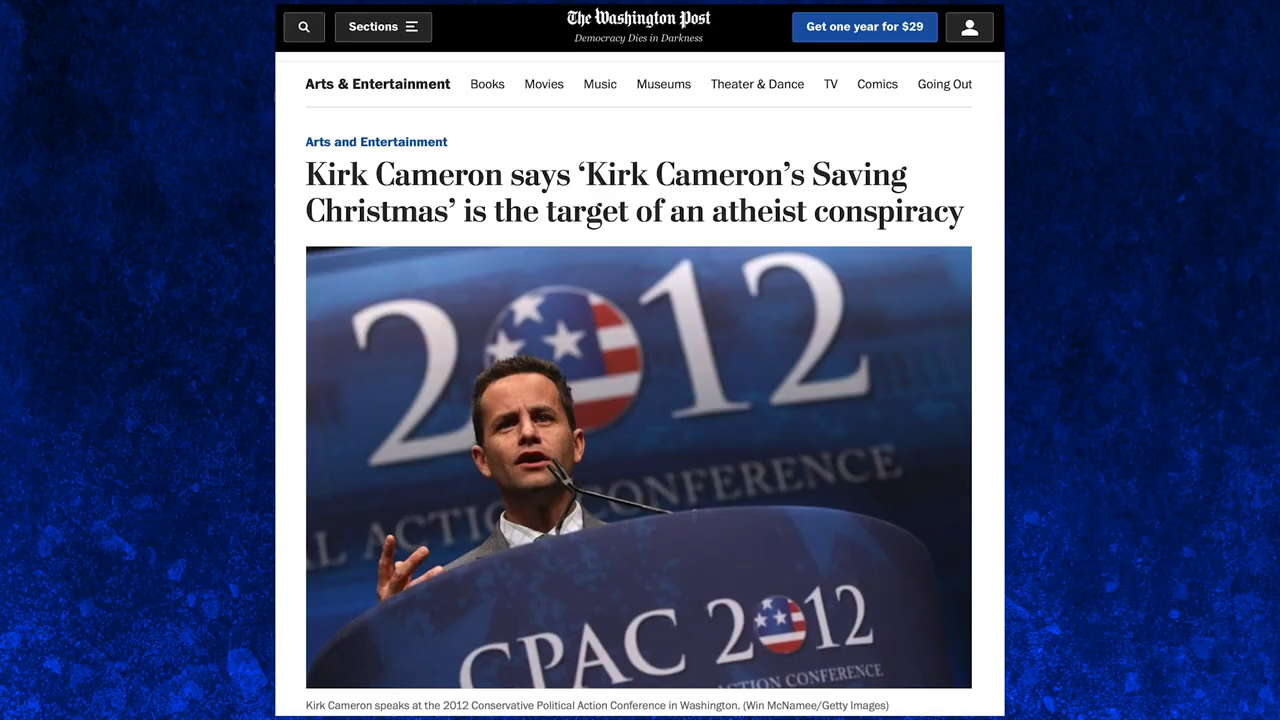 Sections
The Washington Post
Democracy Dies in Darkness
Get one year for $29
Arts & Entertainment Books Movies Music Museums Theater & Dance TV Comics Going Out
Arts and Entertainment
Kirk Cameron says ‘Kirk Cameron’s Saving
Christmas’ is the target of an atheist conspiracy
2012
L ACTION CONFERENCE
CPAC 2012
ACTION CONFERENCE
Kirk Cameron speaks at the 2012 Conservative Political Action Conference in Washington. (Win McNamee/Getty Images)